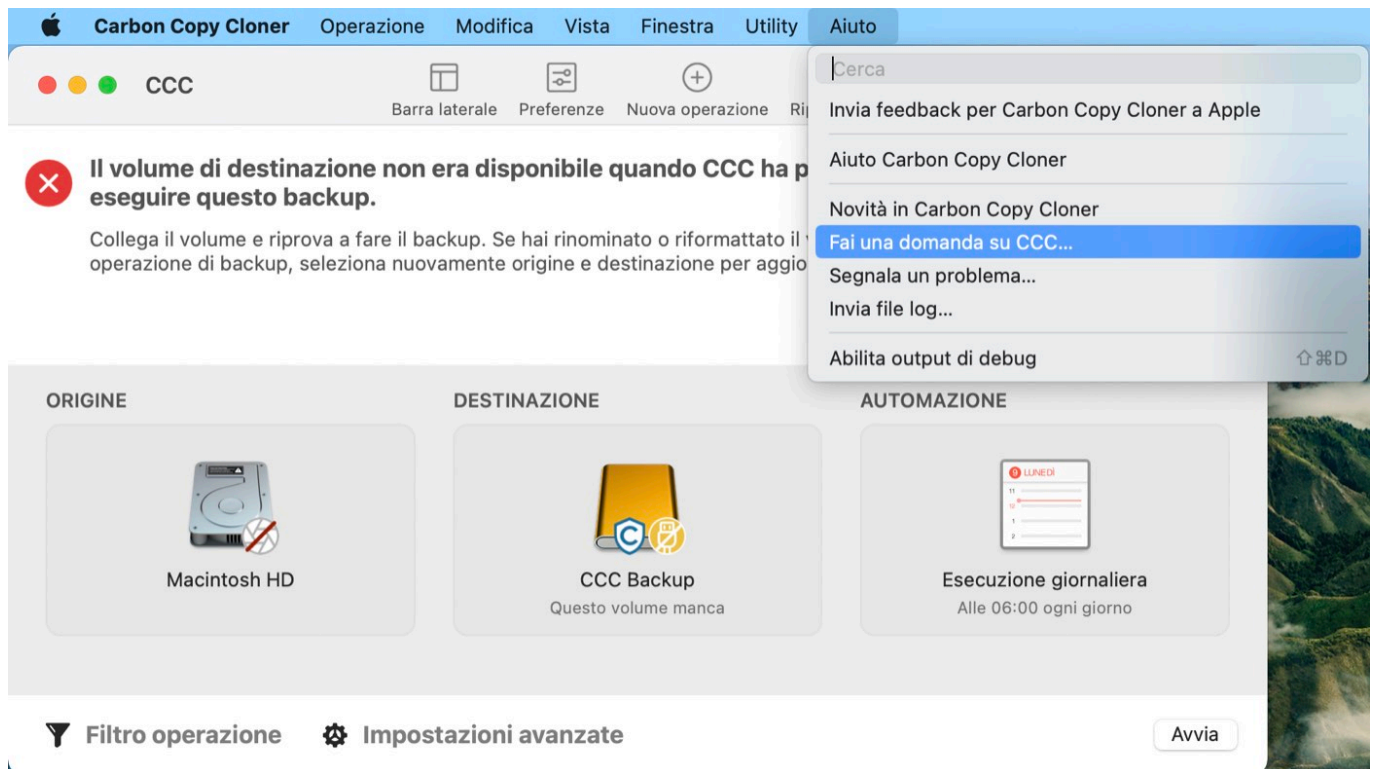 Carbon Copy Cloner Operazione Modifica Vista Finestra Utility Aiuto
CCC
Barra laterale Preferenze Nuova operazione
Cerca
Invia feedback per Carbon Copy Cloner a Apple
Aiuto Carbon Copy Cloner
Novità in Carbon Copy Cloner
Fai una domanda su CCC...
Segnala un problema...
Invia file log...
Abilita output di debug ⇧⌘D
Il volume di destinazione non era disponibile quando CCC ha
eseguire questo backup.
Collega il volume e riprova a fare il backup. Se hai rinominato o riformattato il
operazione di backup, seleziona nuovamente origine e destinazione per
ORIGINE DESTINAZIONE AUTOMAZIONE
9 LUNEDÌ
11
10
1
2
Macintosh HD CCC Backup Esecuzione giornaliera
Questo volume manca Alle 06:00 ogni giorno
Filtro operazione Impostazioni avanzate Avvia